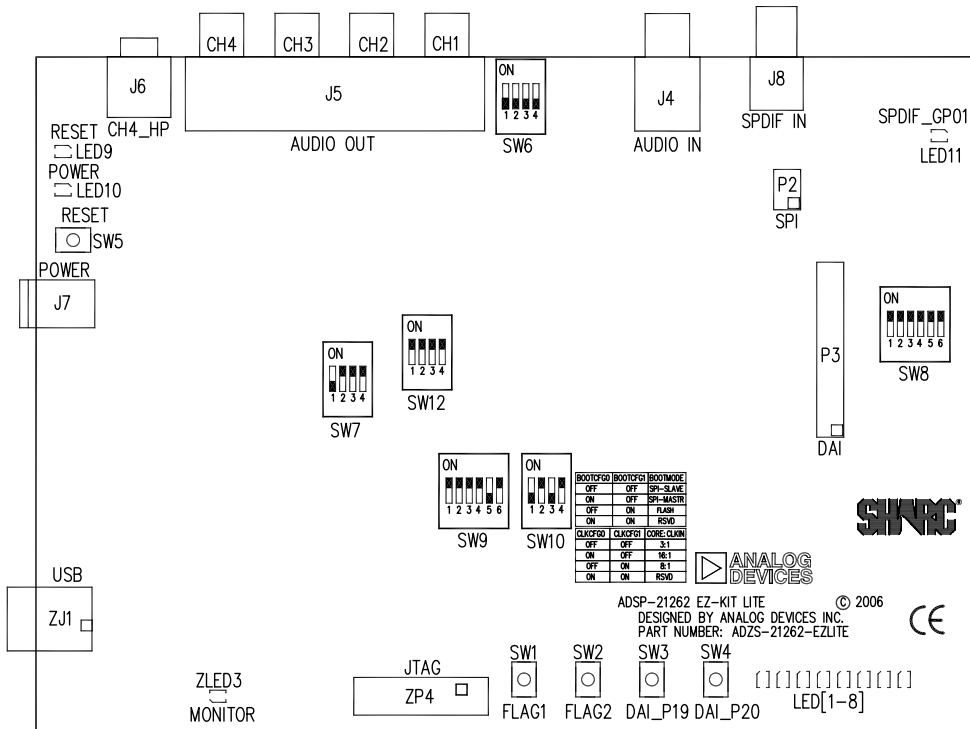 CH4 CH3 CH2 CH1
J6 J5 J4 J8
ON
1 2 3 4
SW6
CH4_HP
AUDIO OUT
AUDIO IN
SPDIF IN
SPDIF_GP01
LED11
RESET
LED9
POWER
LED10
RESET
SW5
P2
SPI
POWER
J7
ON
1 2 3 4 5 6
SW8
P3
DAI
ON
1 2 3 4
SW12
ON
1 2 3 4
SW7
ON
1 2 3 4 5 6
SW9
ON
1 2 3 4
SW10
BOOTCFG0 BOOTCFG1 BOOTMODE
OFF OFF SPI-SLAVE
ON OFF SPI-MASTR
OFF ON FLASH
ON ON RSVD
CLKCFG0 CLKCFG1 CORE:CLKIN
OFF OFF 3:1
ON OFF 16:1
OFF ON 8:1
ON ON RSVD
SHARC®
ANALOG
DEVICES
ADSP-21262 EZ-KIT LITE © 2006
DESIGNED BY ANALOG DEVICES INC.
PART NUMBER: ADZS-21262-EZLITE
CE
USB
ZJ1
ZLED3
MONITOR
JTAG
ZP4
SW1 SW2 SW3 SW4
FLAG1 FLAG2 DAI_P19 DAI_P20
LED[1-8]